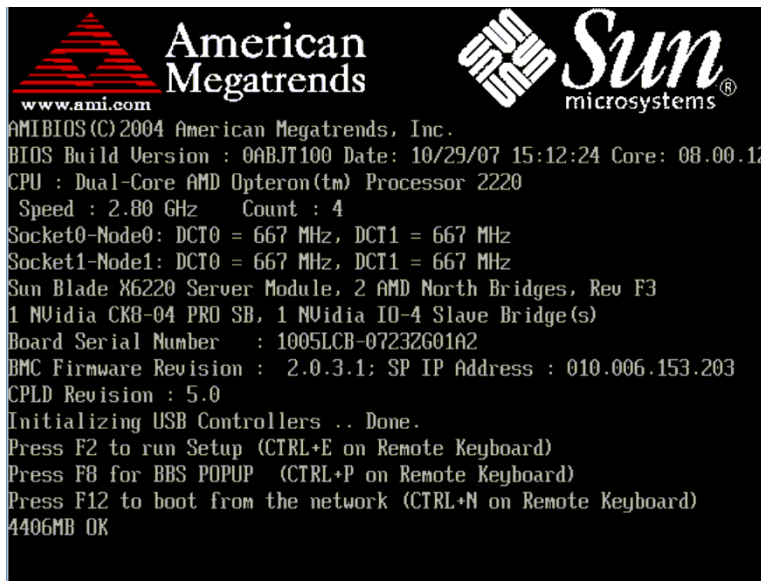 American
Megatrends
www.ami.com
Sun®
microsystems
AMIBIOS(C)2004 American Megatrends, Inc.
BIOS Build Version : 0ABJT100 Date: 10/29/07 15:12:24 Core: 08.00.12
CPU : Dual-Core AMD Opteron(tm) Processor 2220
Speed : 2.80 GHz    Count : 4
Socket0-Node0: DCT0 = 667 MHz, DCT1 = 667 MHz
Socket1-Node1: DCT0 = 667 MHz, DCT1 = 667 MHz
Sun Blade X6220 Server Module, 2 AMD North Bridges, Rev F3
1 NVidia CK8-04 PRO SB, 1 NVidia IO-4 Slave Bridge(s)
Board Serial Number   : 1005LCB-0723ZG01A2
BMC Firmware Revision :  2.0.3.1; SP IP Address : 010.006.153.203
CPLD Revision : 5.0
Initializing USB Controllers .. Done.
Press F2 to run Setup (CTRL+E on Remote Keyboard)
Press F8 for BBS POPUP  (CTRL+P on Remote Keyboard)
Press F12 to boot from the network (CTRL+N on Remote Keyboard)
4406MB OK